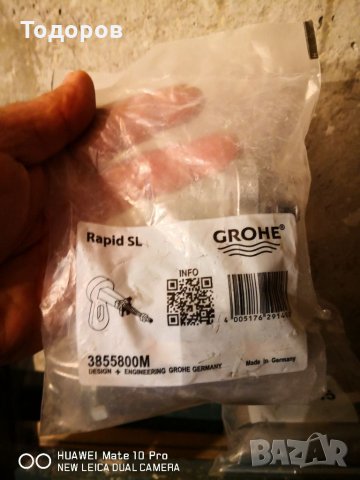 Тодоров
Rapid SL
GROHE®
INFO
3855800M
DESIGN + ENGINEERING GROHE GERMANY
Made in Germany
HUAWEI Mate 10 Pro
NEW LEICA DUAL CAMERA
BAZAR